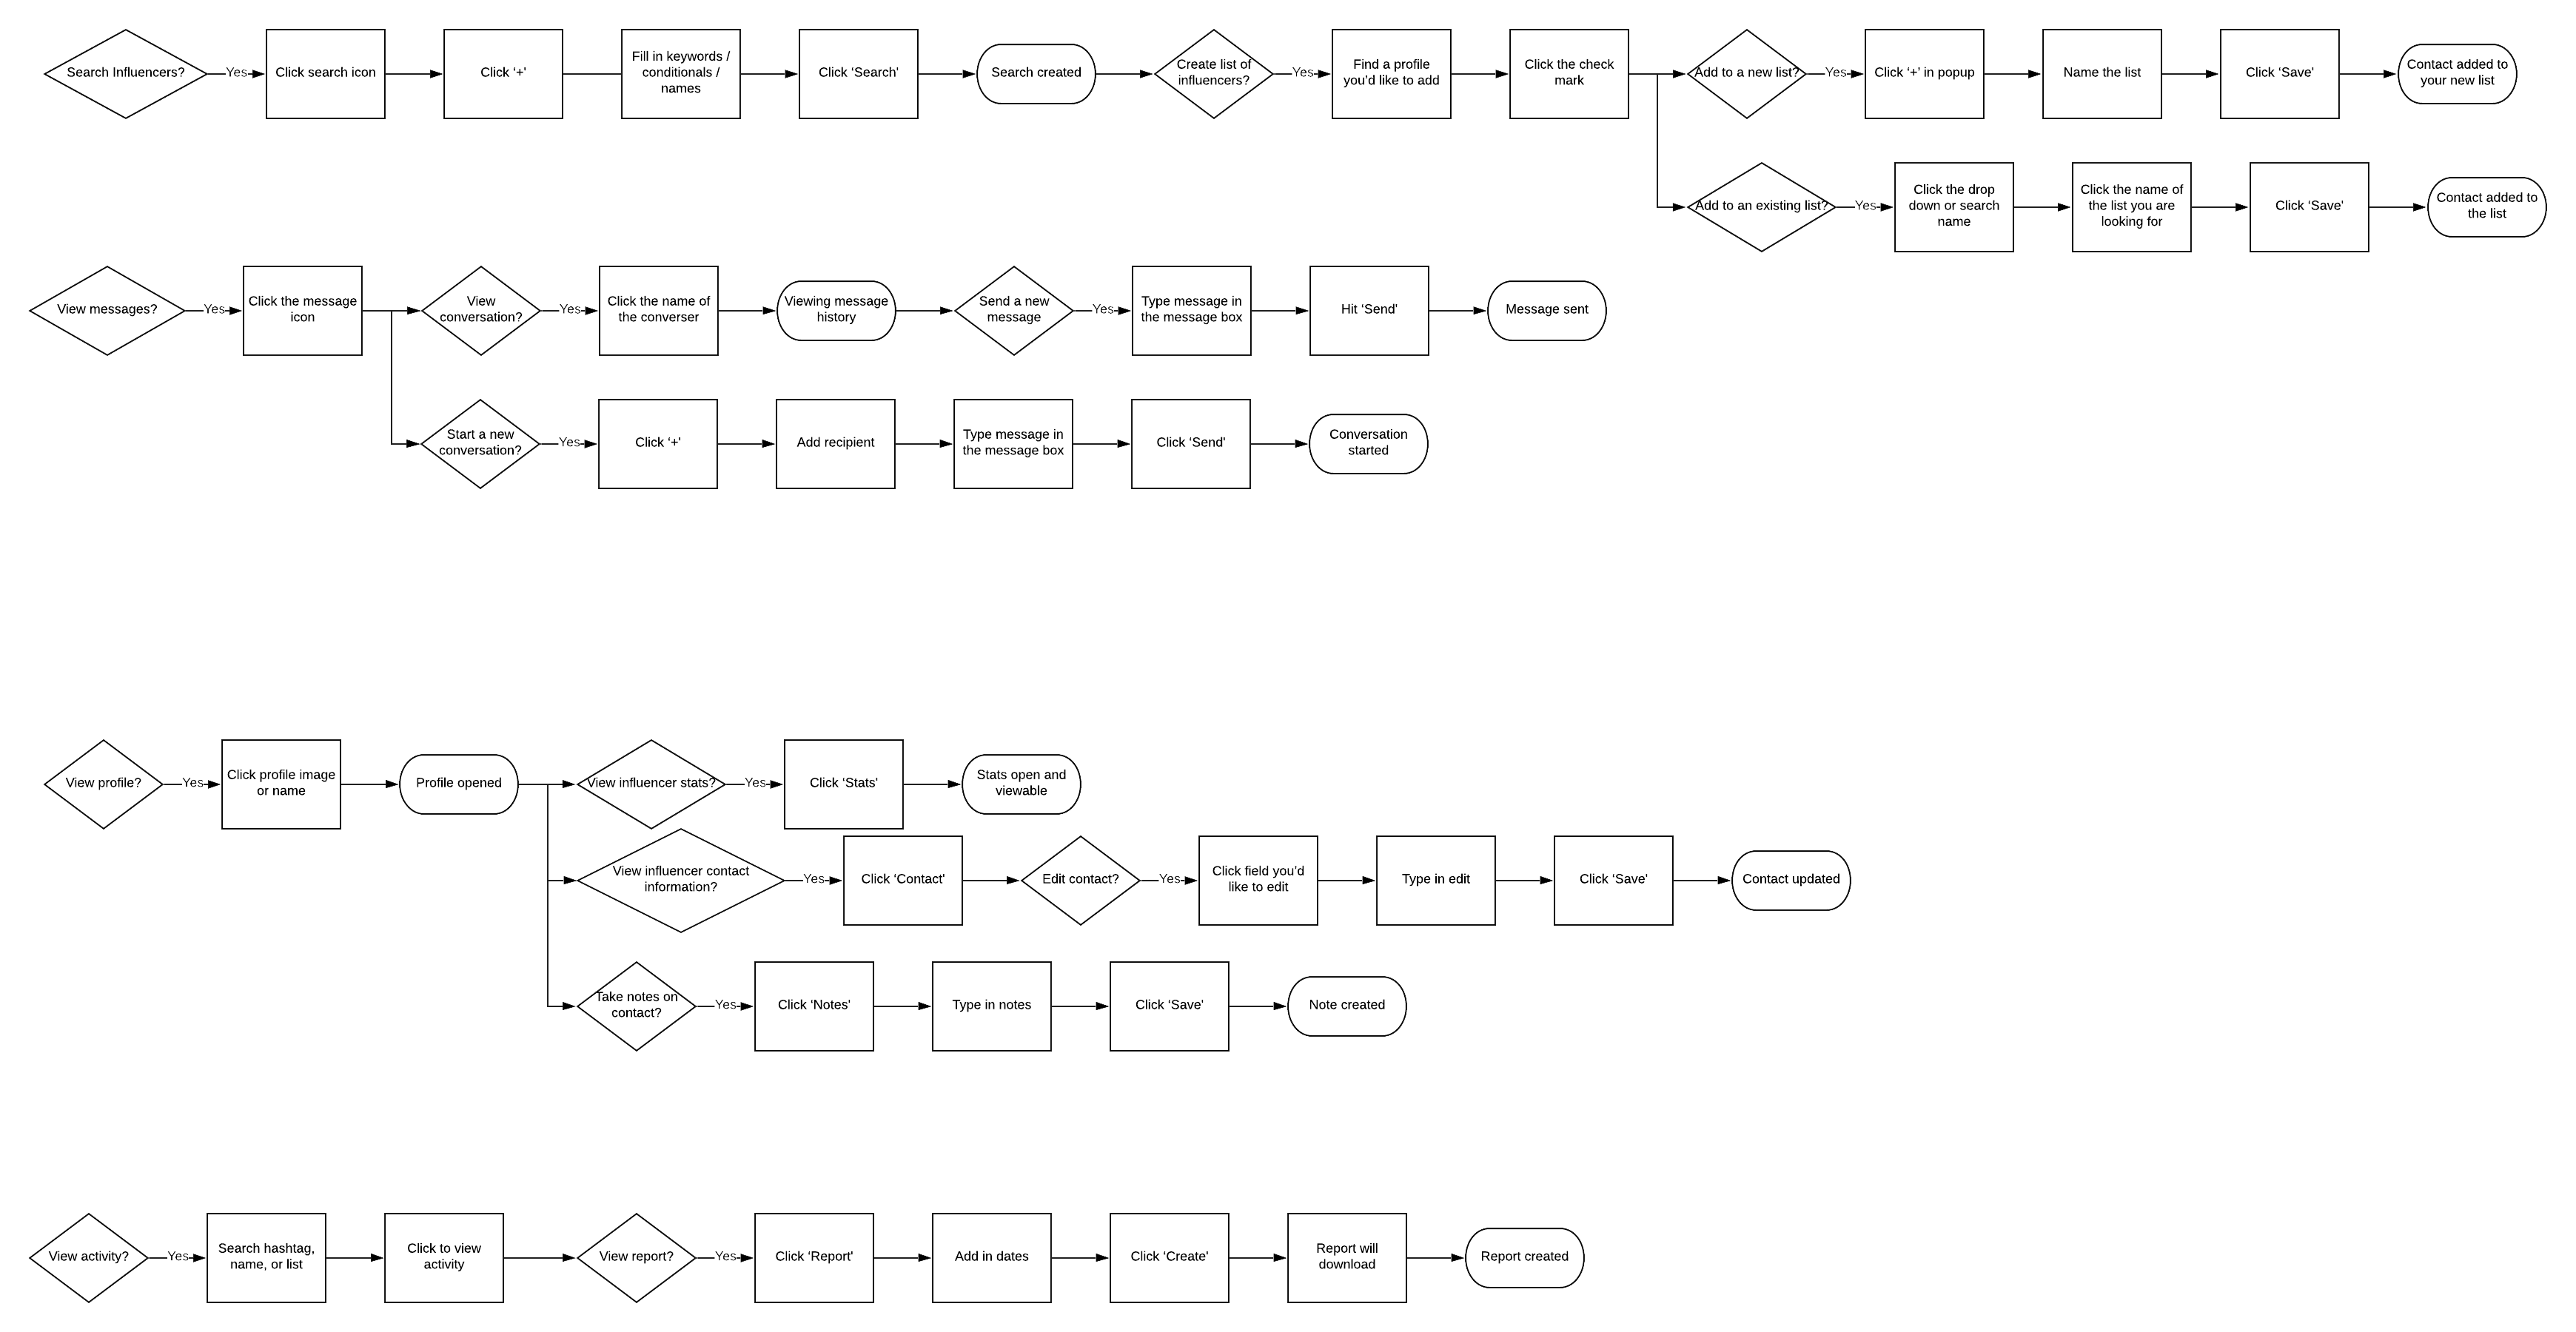 Search Influencers?
Yes
Click search icon
Click ‘+’
Fill in keywords /
conditionals /
names
Click ‘Search’
Search created
Create list of
influencers?
Yes
Find a profile
you’d like to add
Click the check
mark
Add to a new list?
Yes
Click ‘+’ in popup
Name the list
Click ‘Save’
Contact added to
your new list
Add to an existing list?
Yes
Click the drop
down or search
name
Click the name of
the list you are
looking for
Click ‘Save’
Contact added to
the list
View messages?
Yes
Click the message
icon
View
conversation?
Yes
Click the name of
the converser
Viewing message
history
Send a new
message
Yes
Type message in
the message box
Hit ‘Send’
Message sent
Start a new
conversation?
Yes
Click ‘+’
Add recipient
Type message in
the message box
Click ‘Send’
Conversation
started
View profile?
Yes
Click profile image
or name
Profile opened
View influencer stats?
Yes
Click ‘Stats’
Stats open and
viewable
View influencer contact
information?
Yes
Click ‘Contact’
Edit contact?
Yes
Click field you’d
like to edit
Type in edit
Click ‘Save’
Contact updated
Take notes on
contact?
Yes
Click ‘Notes’
Type in notes
Click ‘Save’
Note created
View activity?
Yes
Search hashtag,
name, or list
Click to view
activity
View report?
Yes
Click ‘Report’
Add in dates
Click ‘Create’
Report will
download
Report created